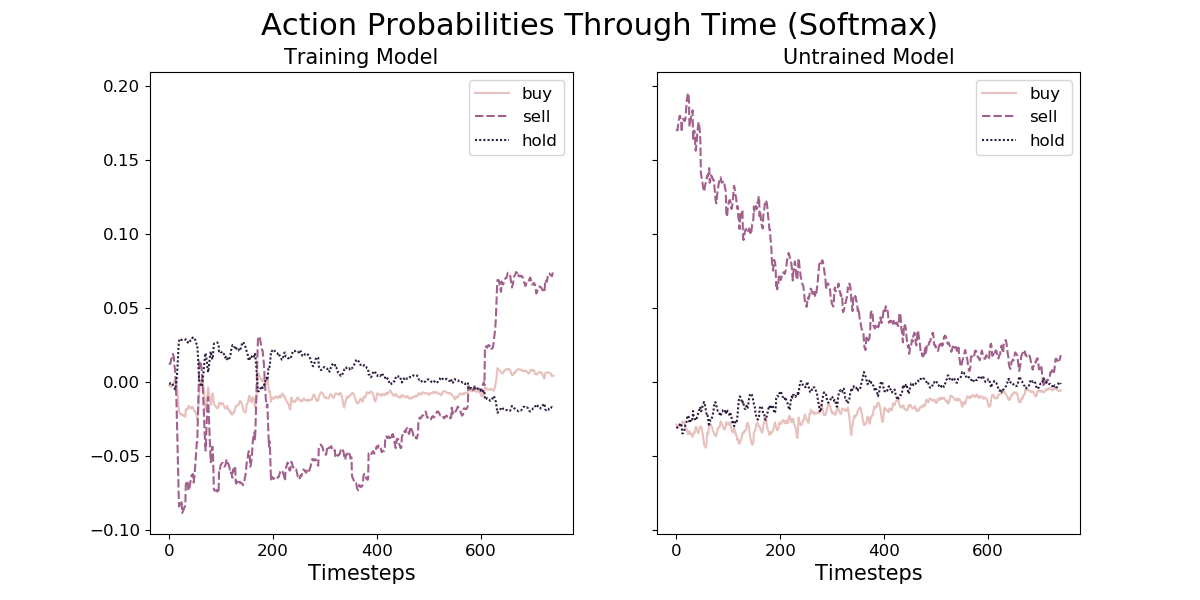 Action Probabilities Through Time (Softmax)
Training Model
Untrained Model
buy
sell
hold
buy
sell
hold
0.20
0.15
0.10
0.05
0.00
−0.05
−0.10
0 200 400 600
0 200 400 600
Timesteps
Timesteps